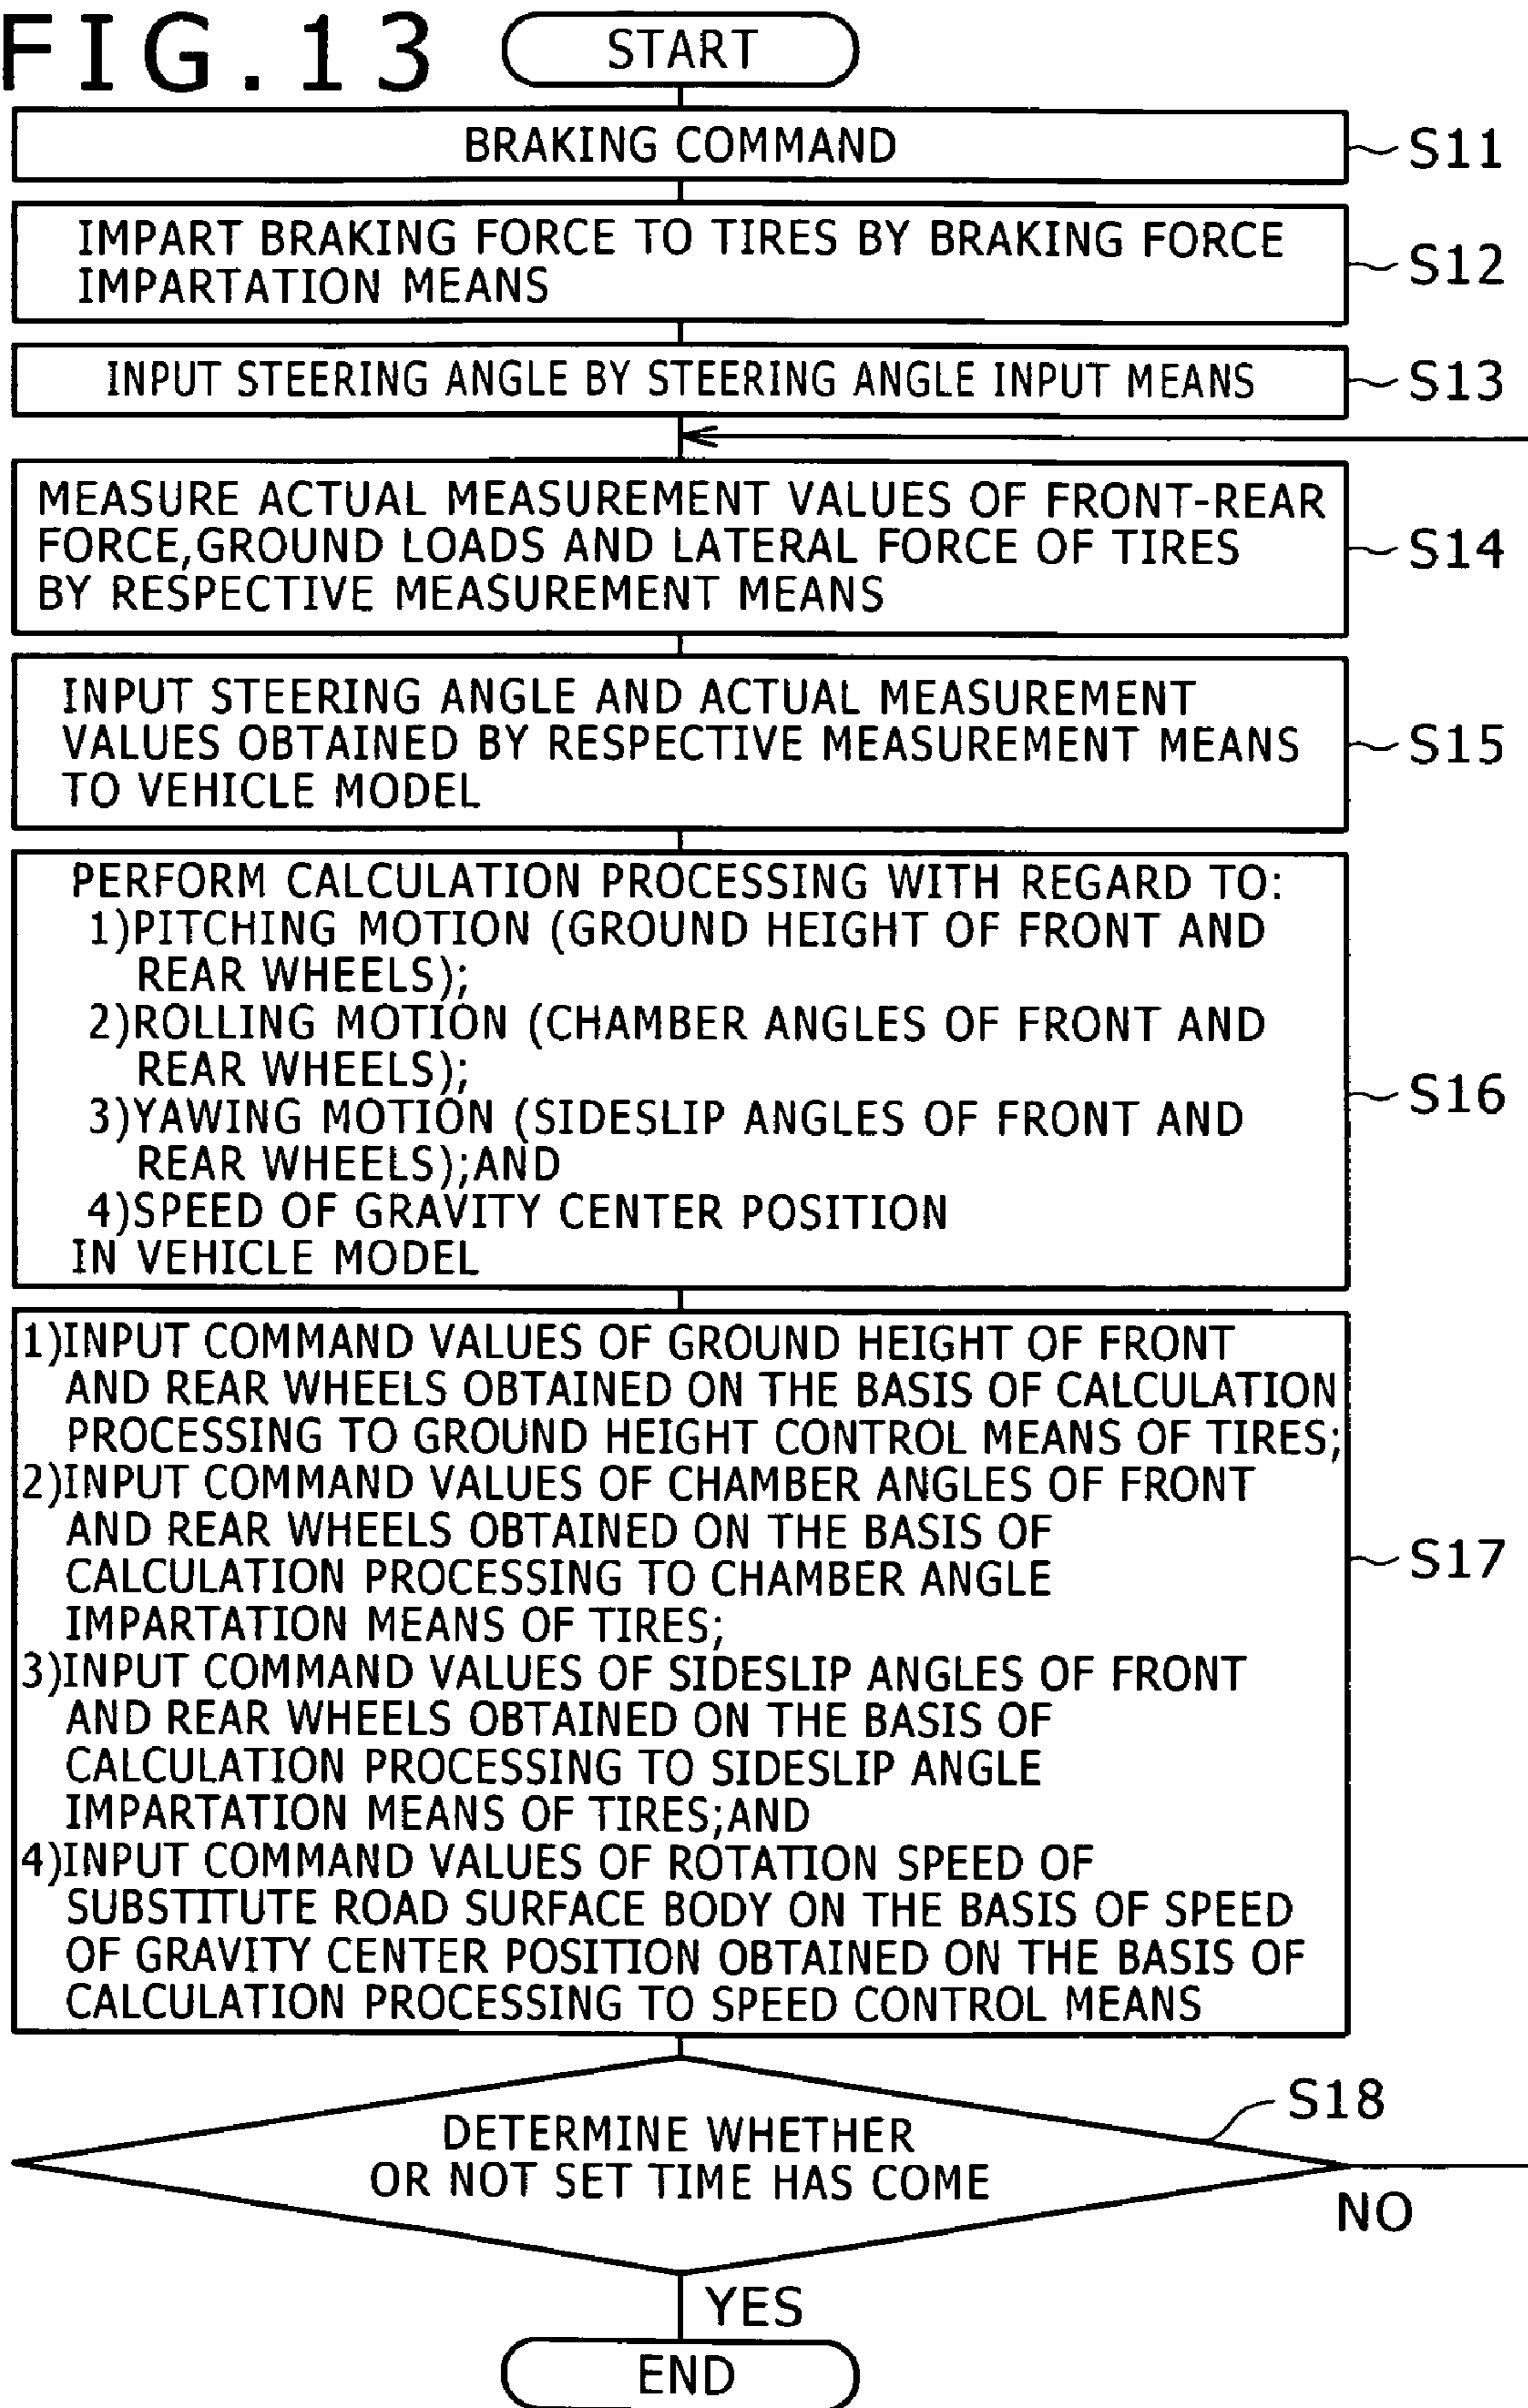 FIG.13
START
BRAKING COMMAND
S11
IMPART BRAKING FORCE TO TIRES BY BRAKING FORCE
IMPARTATION MEANS
S12
INPUT STEERING ANGLE BY STEERING ANGLE INPUT MEANS
S13
MEASURE ACTUAL MEASUREMENT VALUES OF FRONT-REAR
FORCE,GROUND LOADS AND LATERAL FORCE OF TIRES
BY RESPECTIVE MEASUREMENT MEANS
S14
INPUT STEERING ANGLE AND ACTUAL MEASUREMENT
VALUES OBTAINED BY RESPECTIVE MEASUREMENT MEANS
TO VEHICLE MODEL
S15
PERFORM CALCULATION PROCESSING WITH REGARD TO:
1)PITCHING MOTION (GROUND HEIGHT OF FRONT AND
REAR WHEELS);
2)ROLLING MOTION (CHAMBER ANGLES OF FRONT AND
REAR WHEELS);
3)YAWING MOTION (SIDESLIP ANGLES OF FRONT AND
REAR WHEELS);AND
4)SPEED OF GRAVITY CENTER POSITION
IN VEHICLE MODEL
S16
1)INPUT COMMAND VALUES OF GROUND HEIGHT OF FRONT
AND REAR WHEELS OBTAINED ON THE BASIS OF CALCULATION
PROCESSING TO GROUND HEIGHT CONTROL MEANS OF TIRES;
2)INPUT COMMAND VALUES OF CHAMBER ANGLES OF FRONT
AND REAR WHEELS OBTAINED ON THE BASIS OF
CALCULATION PROCESSING TO CHAMBER ANGLE
IMPARTATION MEANS OF TIRES;
3)INPUT COMMAND VALUES OF SIDESLIP ANGLES OF FRONT
AND REAR WHEELS OBTAINED ON THE BASIS OF
CALCULATION PROCESSING TO SIDESLIP ANGLE
IMPARTATION MEANS OF TIRES;AND
4)INPUT COMMAND VALUES OF ROTATION SPEED OF
SUBSTITUTE ROAD SURFACE BODY ON THE BASIS OF SPEED
OF GRAVITY CENTER POSITION OBTAINED ON THE BASIS OF
CALCULATION PROCESSING TO SPEED CONTROL MEANS
S17
S18
DETERMINE WHETHER
OR NOT SET TIME HAS COME
NO
YES
END